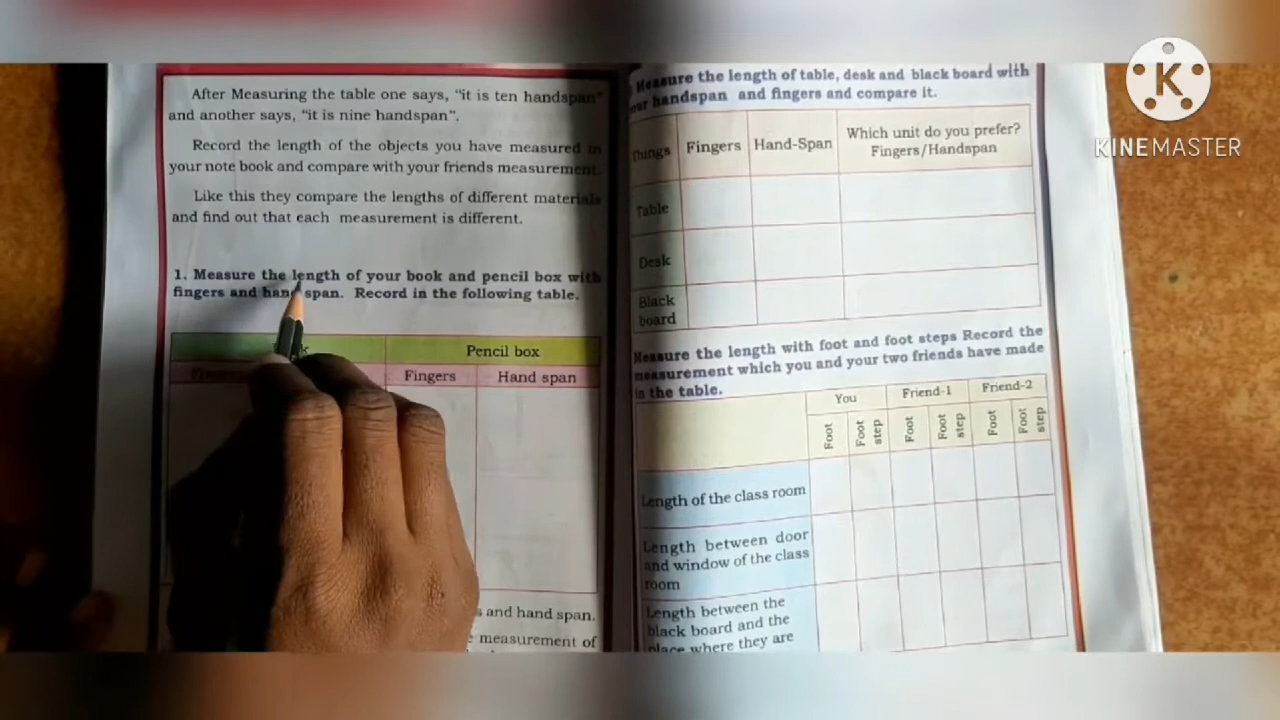 After Measuring the table one says, "it is ten handspan"
and another says, "it is nine handspan".
Record the length of the objects you have measured in
your note book and compare with your friends measurement.
Like this they compare the lengths of different materials
and find out that each measurement is different.
1. Measure the length of your book and pencil box with
fingers and hand span. Record in the following table.
Pencil box
Fingers Hand span
and hand span.
measurement of
Measure the length of table, desk and black board with
your handspan and fingers and compare it.
Things Fingers Hand-Span Which unit do you prefer?
Fingers/Handspan
Table
Desk
Black
board
Measure the length with foot and foot steps Record the
measurement which you and your two friends have made
in the table.
You Friend-1 Friend-2
Foot Foot step Foot Foot step Foot Foot step
Length of the class room
Length between door
and window of the class
room
Length between the
black board and the
place where they are
KINEMASTER